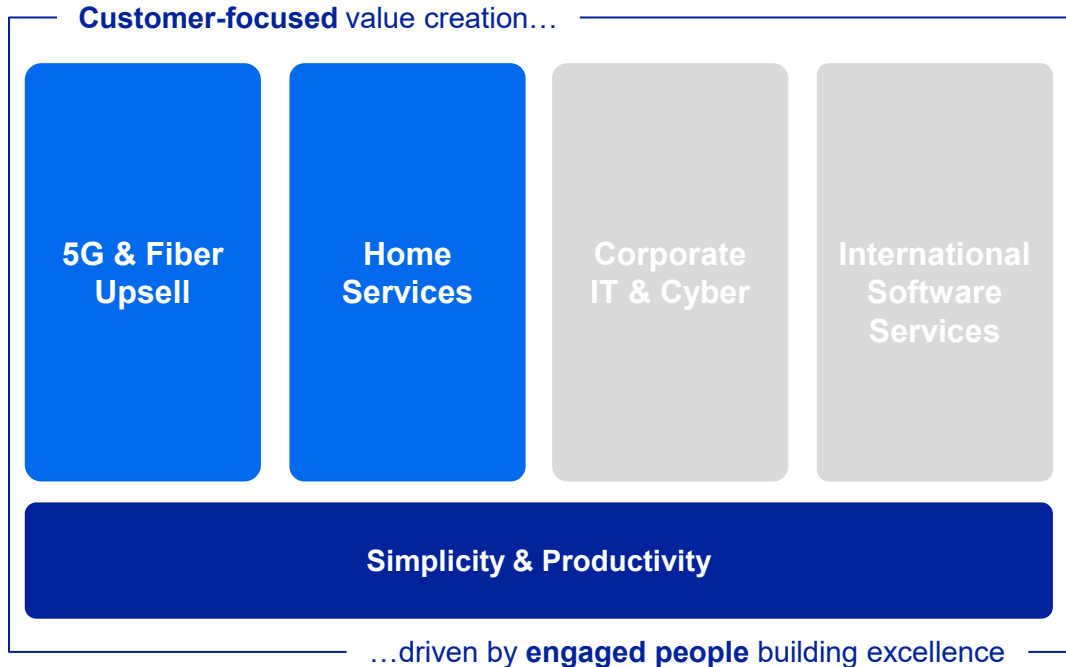 Customer-focused value creation…
5G & Fiber
Upsell
Home
Services
Corporate
IT & Cyber
International
Software
Services
Simplicity & Productivity
…driven by engaged people building excellence